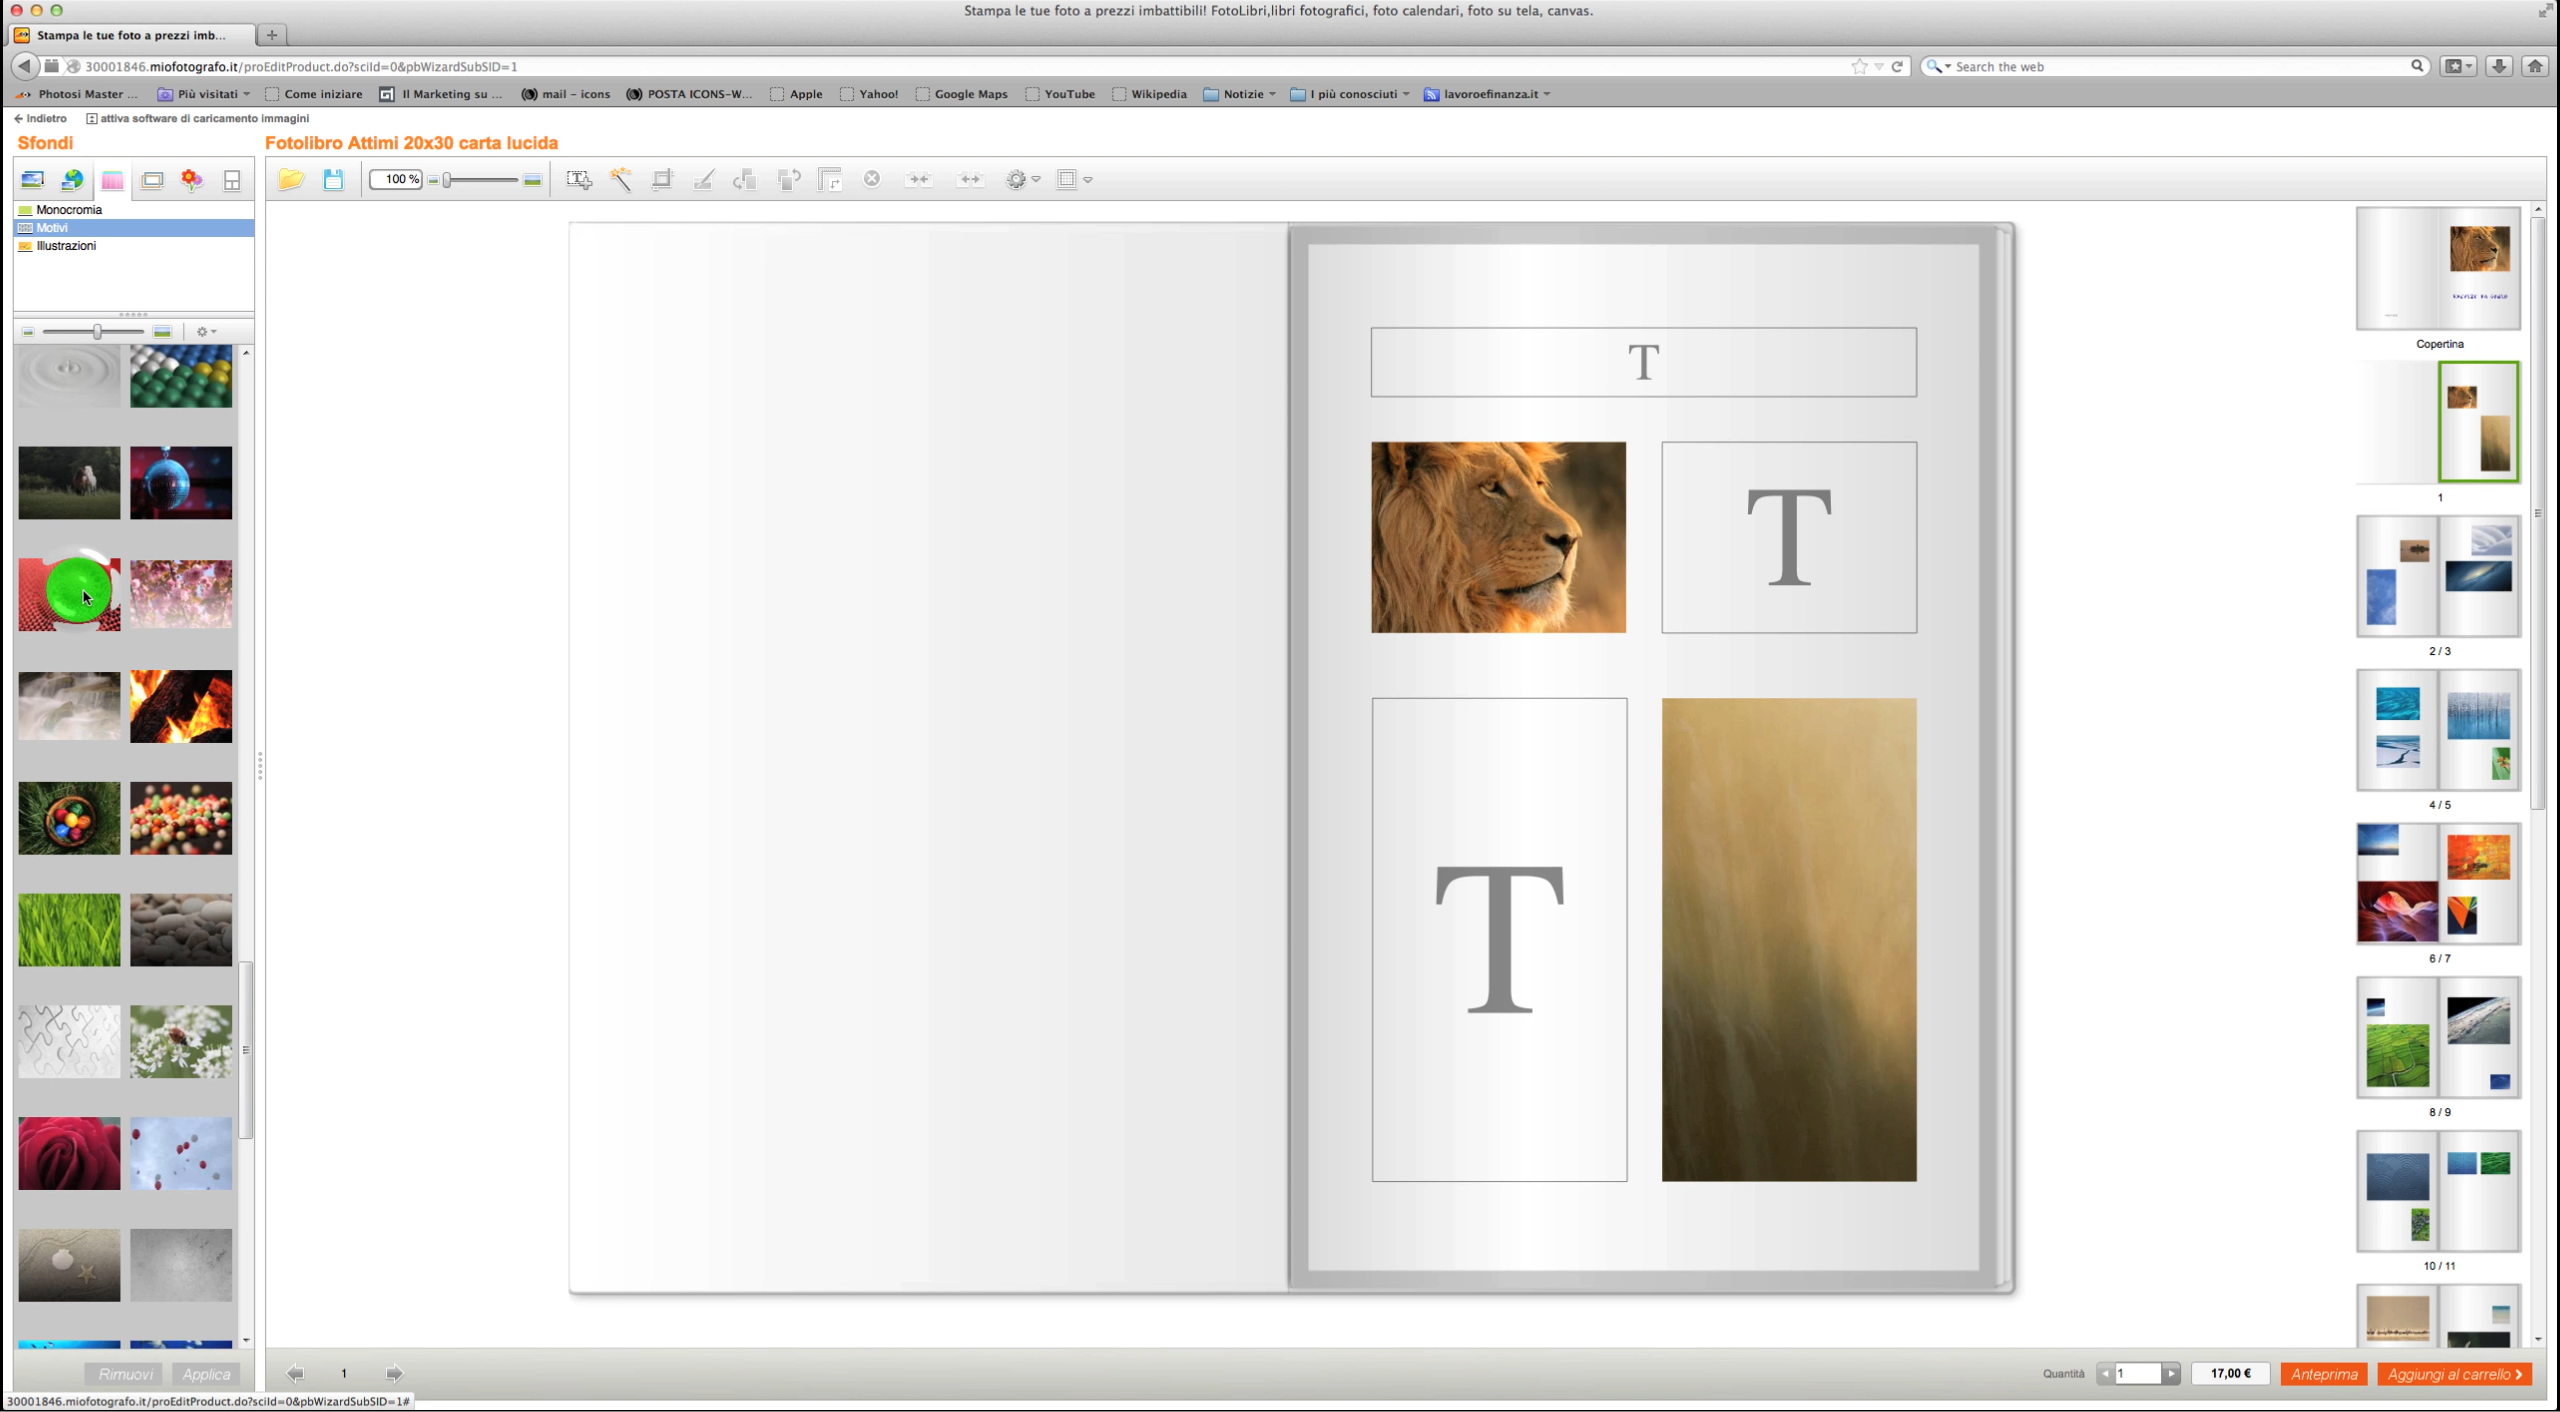 Stampa le tue foto a prezzi imbattibili! FotoLibri,libri fotografici, foto calendari, foto su tela, canvas.
Stampa le tue foto a prezzi imb...
30001846.miofotografo.it/proEditProduct.do?sciId=0&pbWizardSubSID=1
Search the web
Photosi Master ...
Più visitati
Come iniziare
Il Marketing su ...
mail – icons
POSTA ICONS-W...
Apple
Yahoo!
Google Maps
YouTube
Wikipedia
Notizie
I più conosciuti
lavoroefinanza.it
Indietro
attiva software di caricamento immagini
Sfondi
Fotolibro Attimi 20x30 carta lucida
100 %
T
Monocromia
Motivi
Illustrazioni
T
T
T
Copertina
1
2 / 3
4 / 5
6 / 7
8 / 9
10 / 11
Rimuovi
Applica
1
Quantità
1
17,00 €
Anteprima
Aggiungi al carrello
30001846.miofotografo.it/proEditProduct.do?sciId=0&pbWizardSubSID=1#